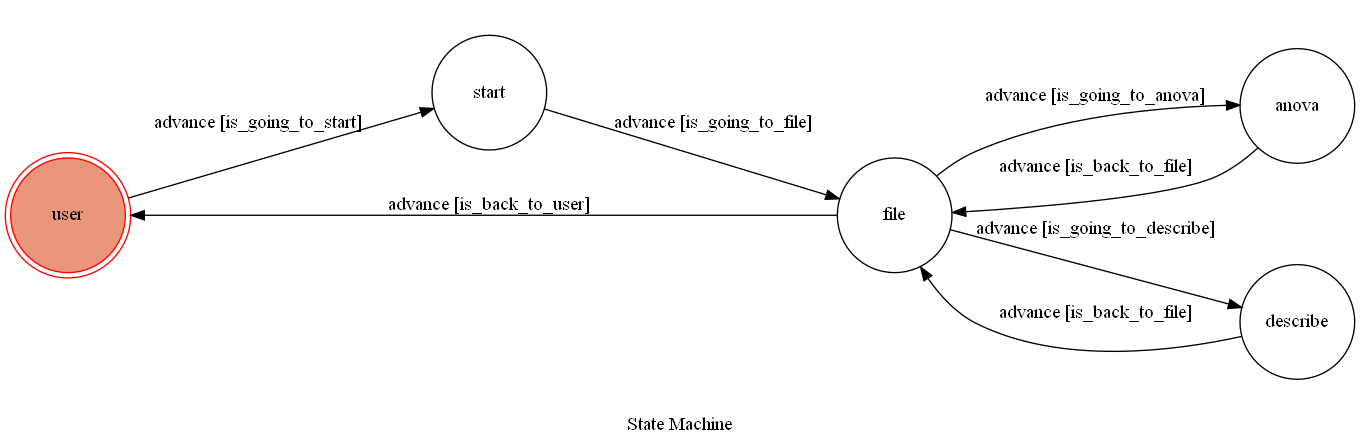 start
advance [is_going_to_start]
advance [is_going_to_file]
advance [is_going_to_anova]
anova
advance [is_back_to_file]
user
advance [is_back_to_user]
file
advance [is_going_to_describe]
advance [is_back_to_file]
describe
State Machine